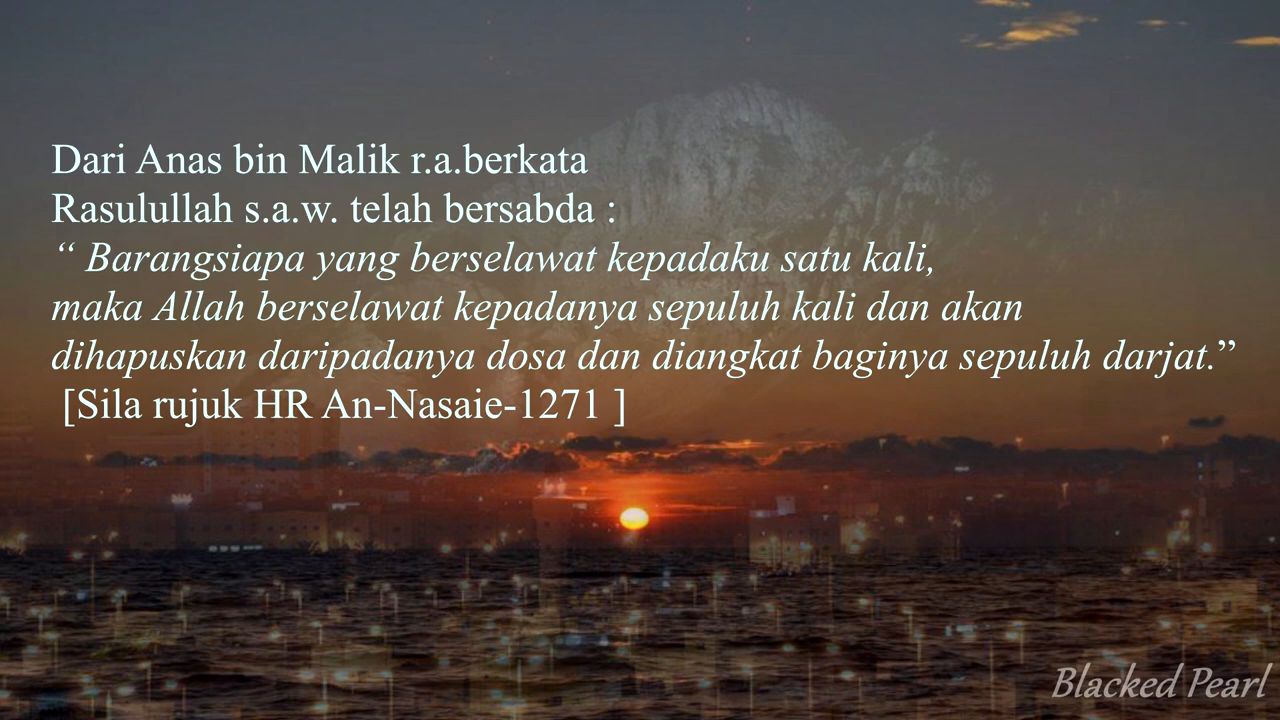 Dari Anas bin Malik r.a.berkata
Rasulullah s.a.w. telah bersabda :
“ Barangsiapa yang berselawat kepadaku satu kali,
maka Allah berselawat kepadanya sepuluh kali dan akan
dihapuskan daripadanya dosa dan diangkat baginya sepuluh darjat.”
[Sila rujuk HR An-Nasaie-1271 ]
Blacked Pearl